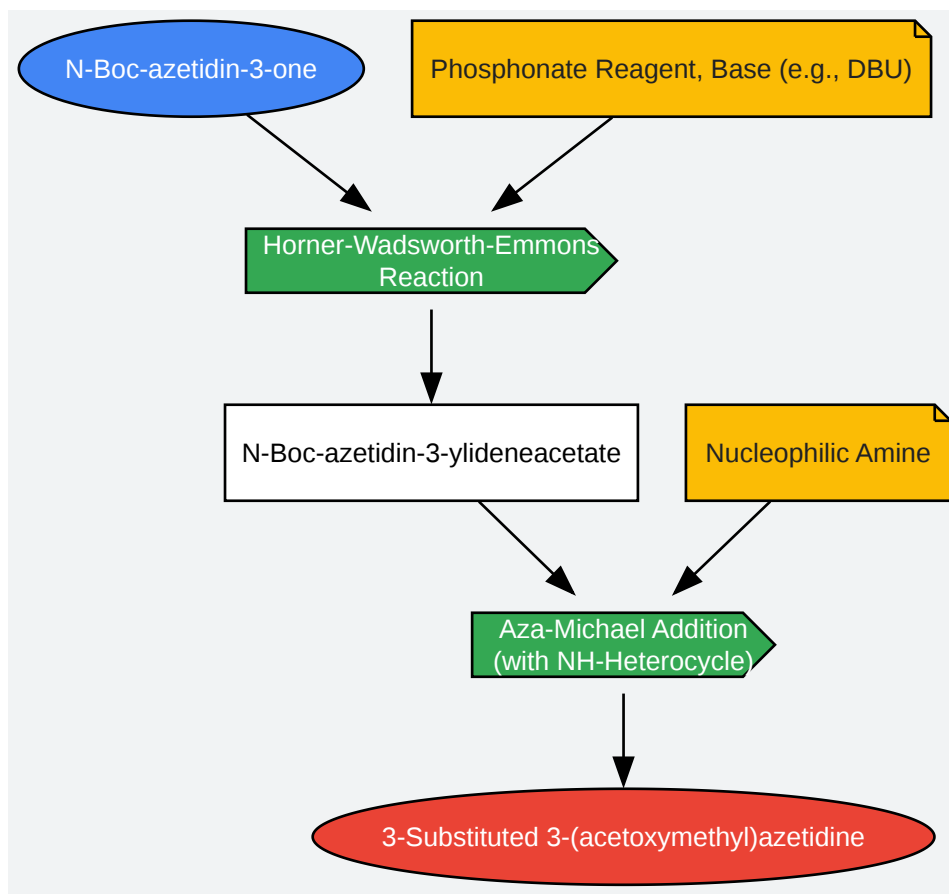 N-Boc-azetidin-3-one
Phosphonate Reagent, Base (e.g., DBU)
Horner-Wadsworth-Emmons
Reaction
N-Boc-azetidin-3-ylideneacetate
Nucleophilic Amine
Aza-Michael Addition
(with NH-Heterocycle)
3-Substituted 3-(acetoxymethyl)azetidine